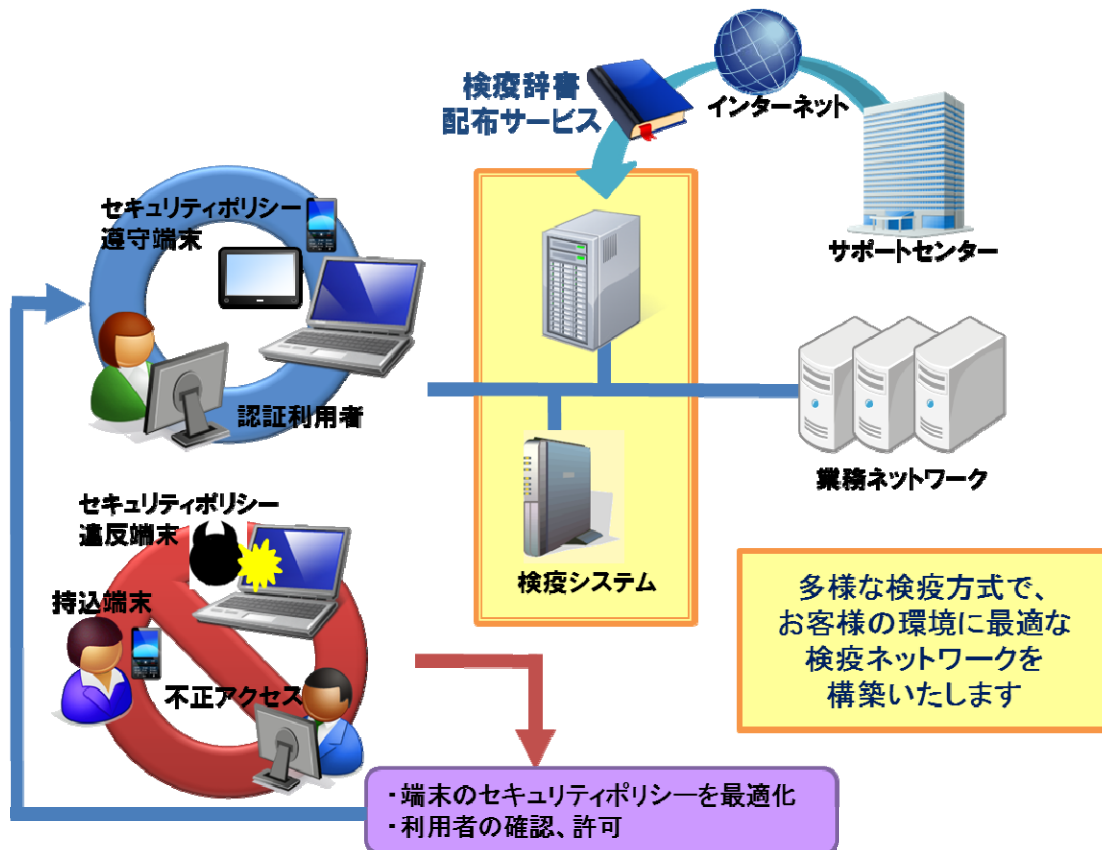 検疫辞書
配布サービス
インターネット
サポートセンター
セキュリティポリシー
遵守端末
認証利用者
業務ネットワーク
検疫システム
セキュリティポリシー
違反端末
持込端末
不正アクセス
多様な検疫方式で、
お客様の環境に最適な
検疫ネットワークを
構築いたします
・端末のセキュリティポリシーを最適化
・利用者の確認、許可